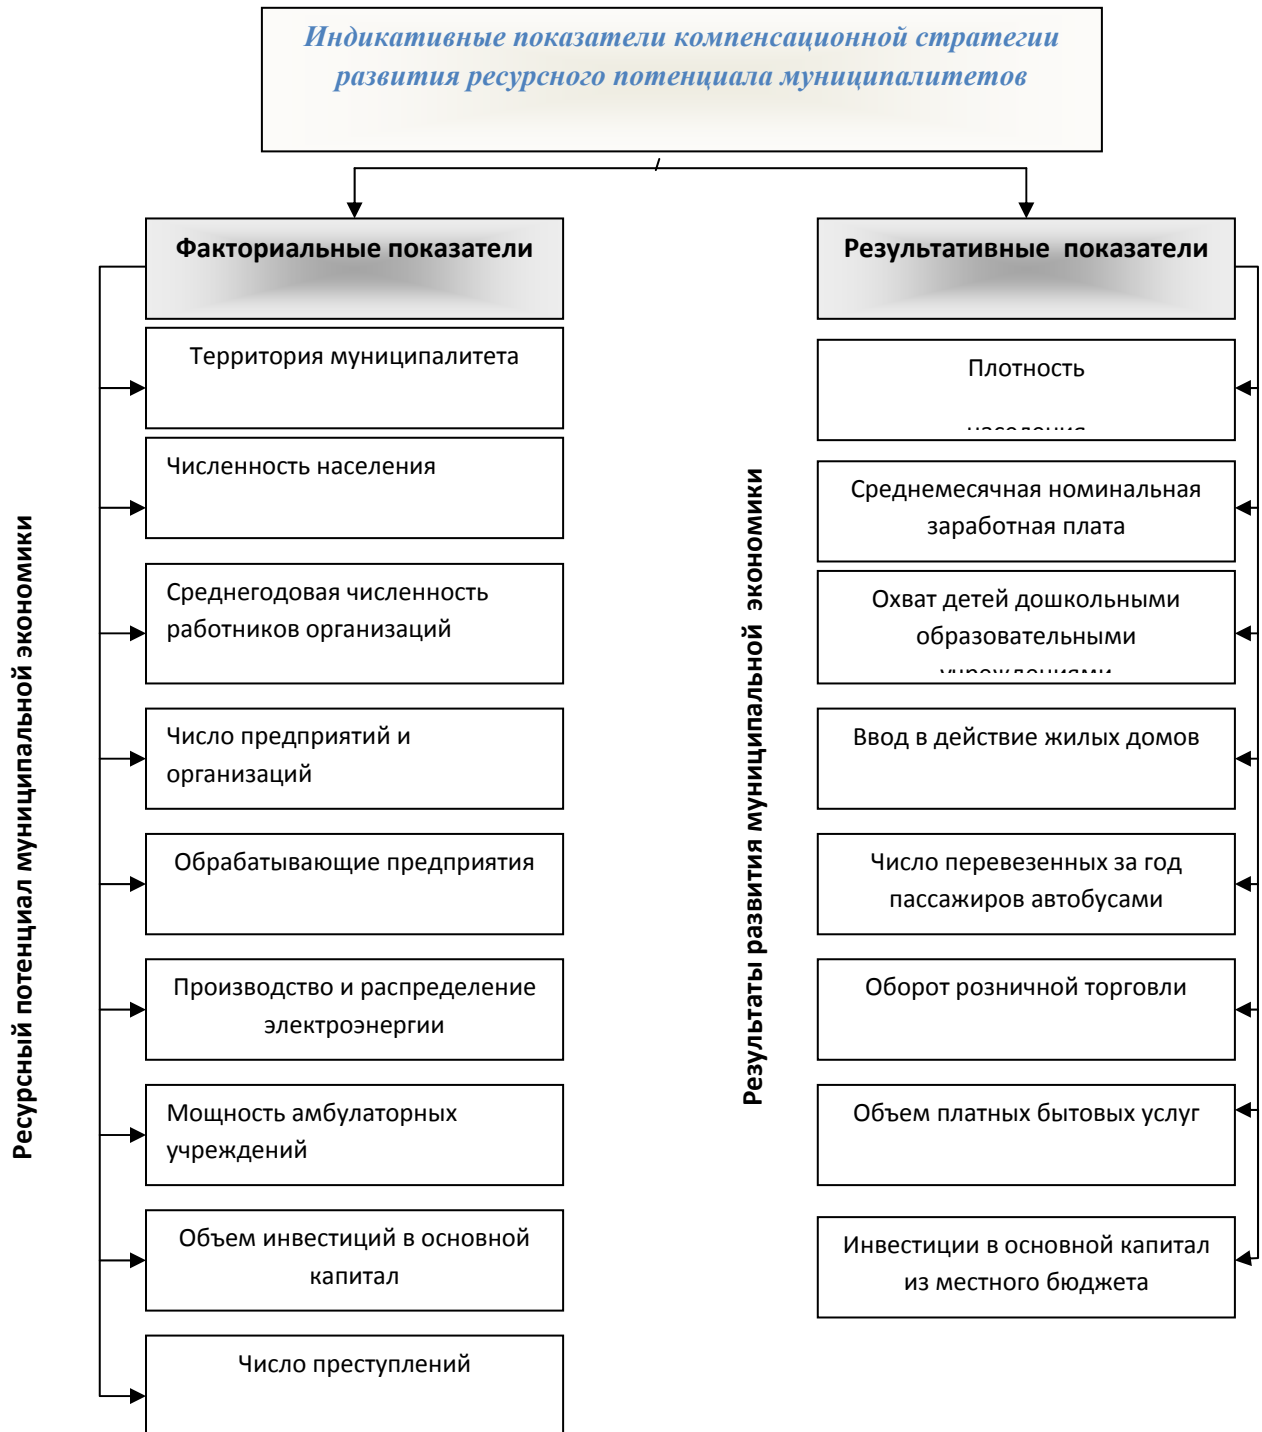 Индикативные показатели компенсационной стратегии
развития ресурсного потенциала муниципалитетов
Факториальные показатели
Ресурсный потенциал муниципальной экономики
Территория муниципалитета
Численность населения
Среднегодовая численность
работников организаций
Число предприятий и
организаций
Обрабатывающие предприятия
Производство и распределение
электроэнергии
Мощность амбулаторных
учреждений
Объем инвестиций в основной
капитал
Число преступлений
Результативные показатели
Результаты развития муниципальной экономики
Плотность
населения
Среднемесячная номинальная
заработная плата
Охват детей дошкольными
образовательными
учреждениями
Ввод в действие жилых домов
Число перевезенных за год
пассажиров автобусами
Оборот розничной торговли
Объем платных бытовых услуг
Инвестиции в основной капитал
из местного бюджета